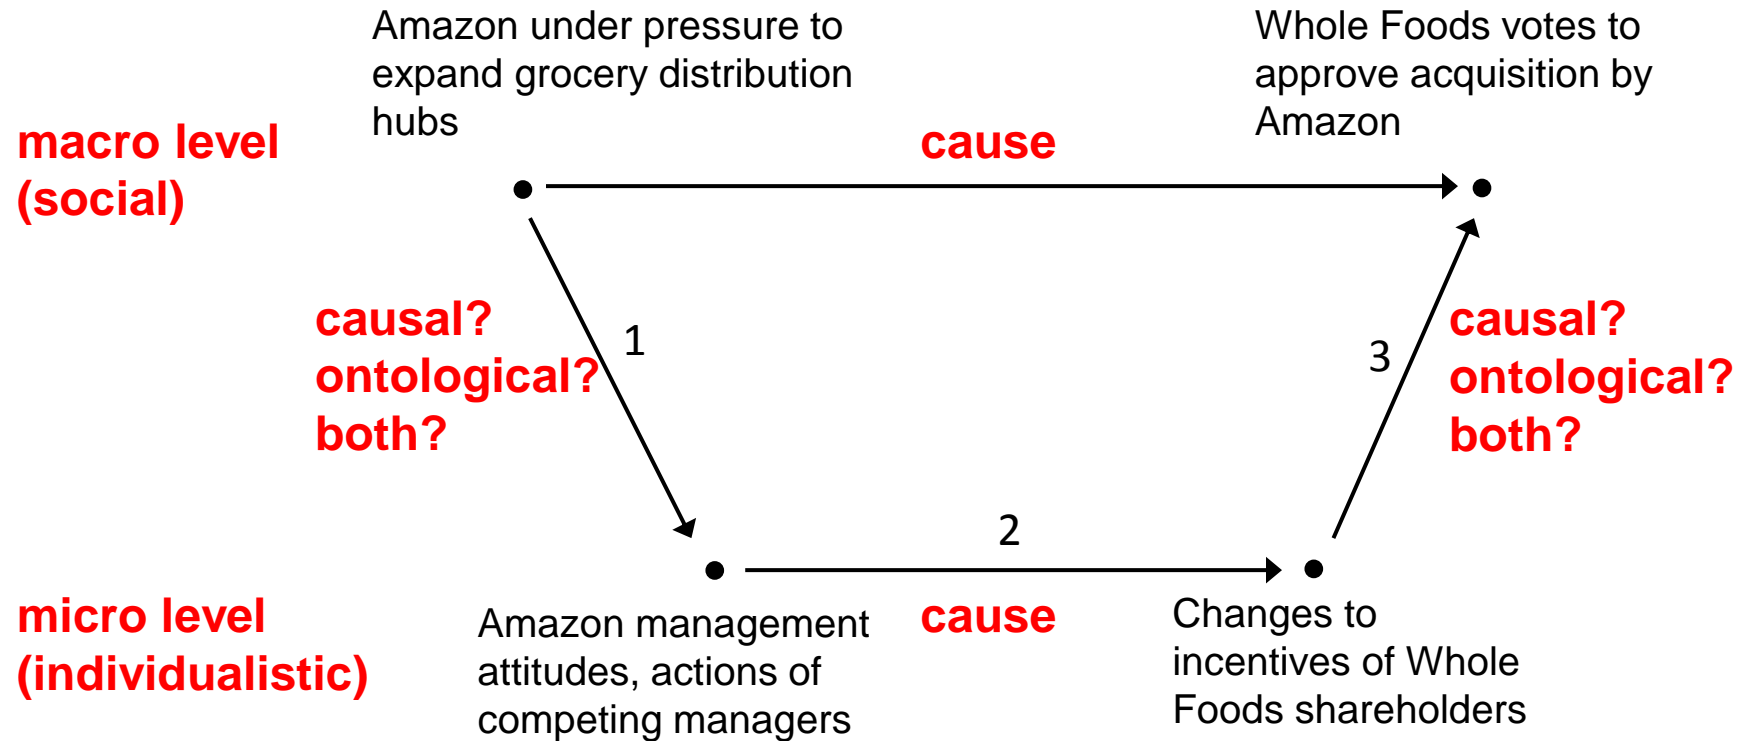 Amazon under pressure to
expand grocery distribution
hubs
Whole Foods votes to
approve acquisition by
Amazon
macro level
(social)
cause
causal?
ontological?
both?
1
3
causal?
ontological?
both?
2
micro level
(individualistic)
Amazon management
attitudes, actions of
competing managers
cause
Changes to
incentives of Whole
Foods shareholders